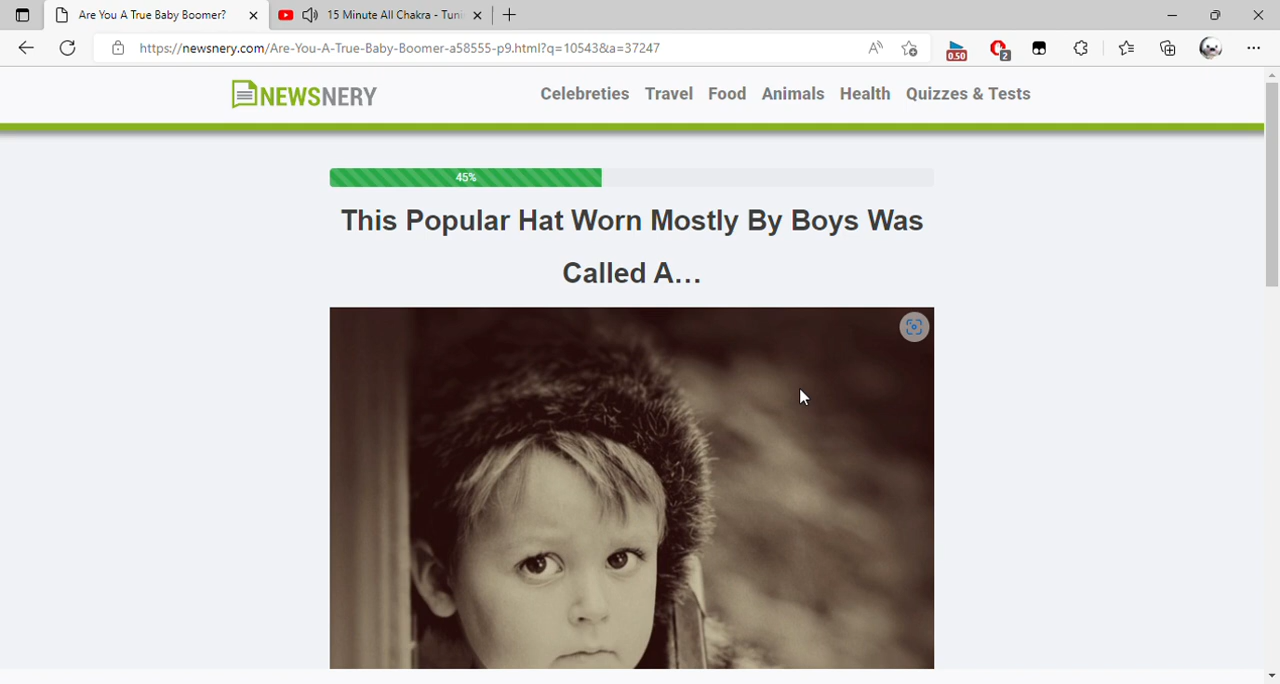 Are You A True Baby Boomer?
15 Minute All Chakra - Tuni
https://newsnery.com/Are-You-A-True-Baby-Boomer-a58555-p9.html?q=10543&a=37247
0.50
2
NEWSNERY
Celebreties Travel Food Animals Health Quizzes & Tests
45%
This Popular Hat Worn Mostly By Boys Was
Called A…